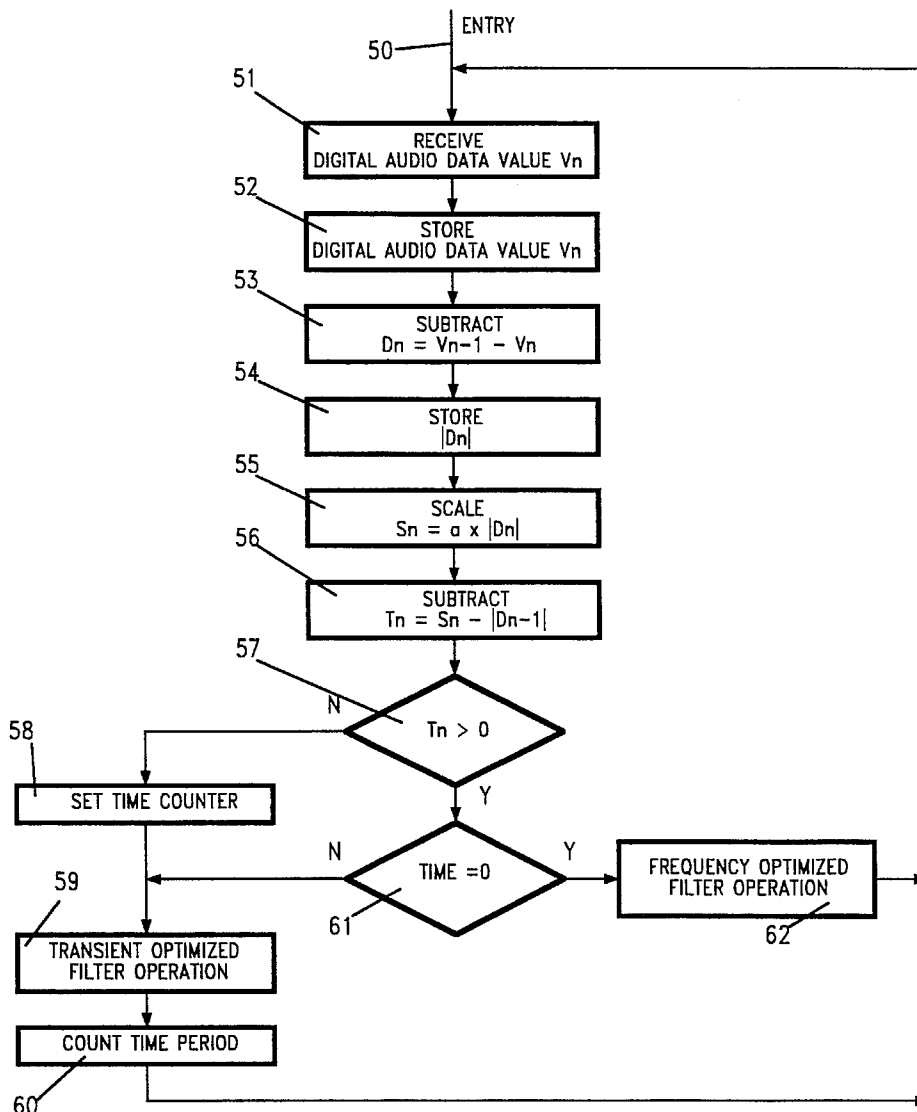 ENTRY
50
51
RECEIVE
DIGITAL AUDIO DATA VALUE Vn
52
STORE
DIGITAL AUDIO DATA VALUE Vn
53
SUBTRACT
Dn = Vn-1 - Vn
54
STORE
|Dn|
55
SCALE
Sn = a x |Dn|
56
SUBTRACT
Tn = Sn - |Dn-1|
57
N
Tn > 0
58
SET TIME COUNTER
Y
N
TIME =0
Y
FREQUENCY OPTIMIZED
FILTER OPERATION
59
61
62
TRANSIENT OPTIMIZED
FILTER OPERATION
COUNT TIME PERIOD
60